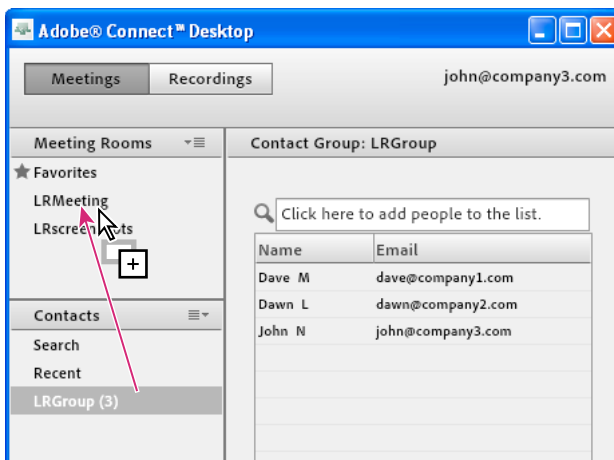 Adobe® Connect™ Desktop
Meetings Recordings john@company3.com
Meeting Rooms
Favorites
LRMeeting
Contacts
Search
Recent
LRGroup (3)
Contact Group: LRGroup
Click here to add people to the list.
Name Email
Dave M dave@company1.com
Dawn L dawn@company2.com
John N john@company3.com